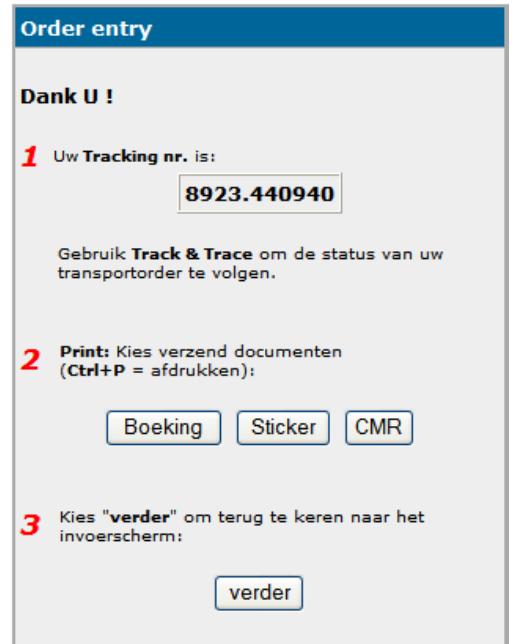 Order entry
Dank U !
1 Uw Tracking nr. is:
8923.440940
Gebruik Track & Trace om de status van uw
transportorder te volgen.
2 Print: Kies verzend documenten
(Ctrl+P = afdrukken):
Boeking Sticker CMR
3 Kies "verder" om terug te keren naar het
invoerscherm:
verder